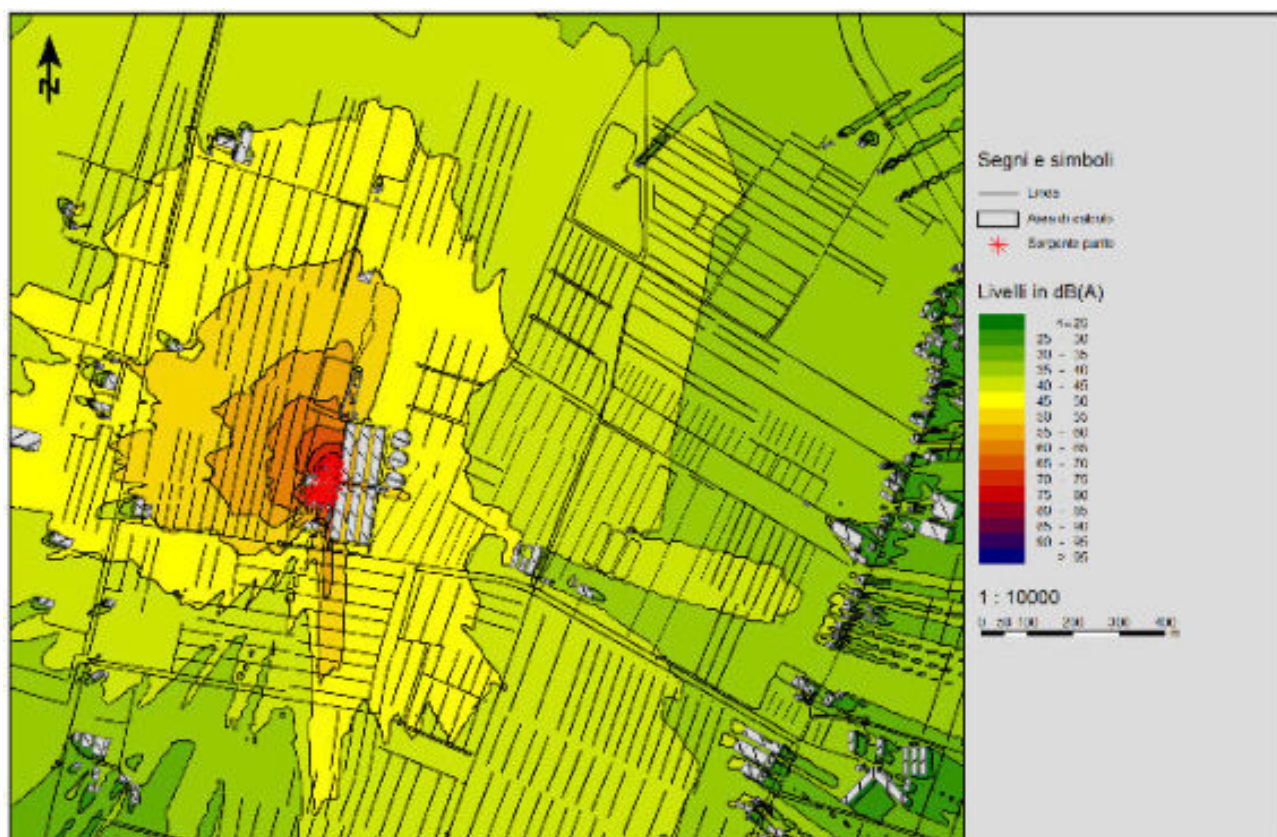 N
Segni e simboli
Linea
Area di calcolo
Sorgente punto
Livelli in dB(A)
<= 25
25 - 30
30 - 35
35 - 40
40 - 45
45 - 50
50 - 55
55 - 60
60 - 65
65 - 70
70 - 75
75 - 80
80 - 85
85 - 90
90 - 95
> 95
1 : 10000
0 50 100 200 300 400
m